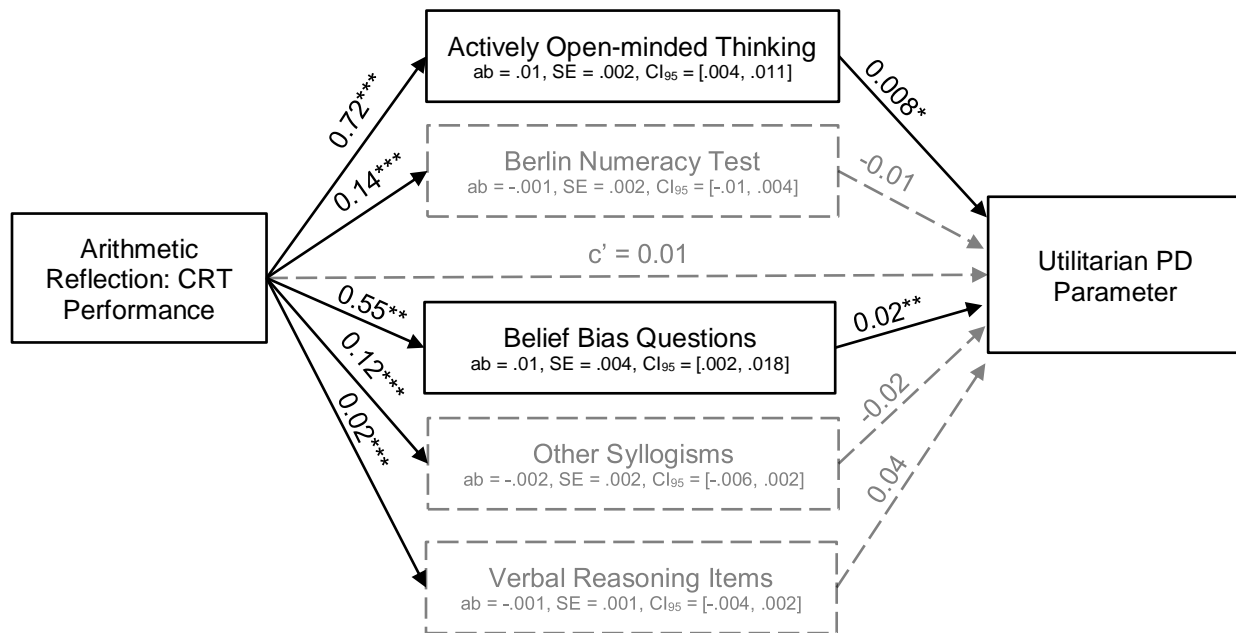 Actively Open-minded Thinking
ab = .01, SE = .002, CI₉₅ = [.004, .011]
0.72***
0.008*
Berlin Numeracy Test
ab = -.001, SE = .002, CI₉₅ = [-.01, .004]
0.14***
-0.01
Arithmetic
Reflection: CRT
Performance
c' = 0.01
Utilitarian PD
Parameter
0.55**
Belief Bias Questions
ab = .01, SE = .004, CI₉₅ = [.002, .018]
0.02**
0.12***
Other Syllogisms
ab = -.002, SE = .002, CI₉₅ = [-.006, .002]
-0.02
0.02***
Verbal Reasoning Items
ab = -.001, SE = .001, CI₉₅ = [-.004, .002]
0.04